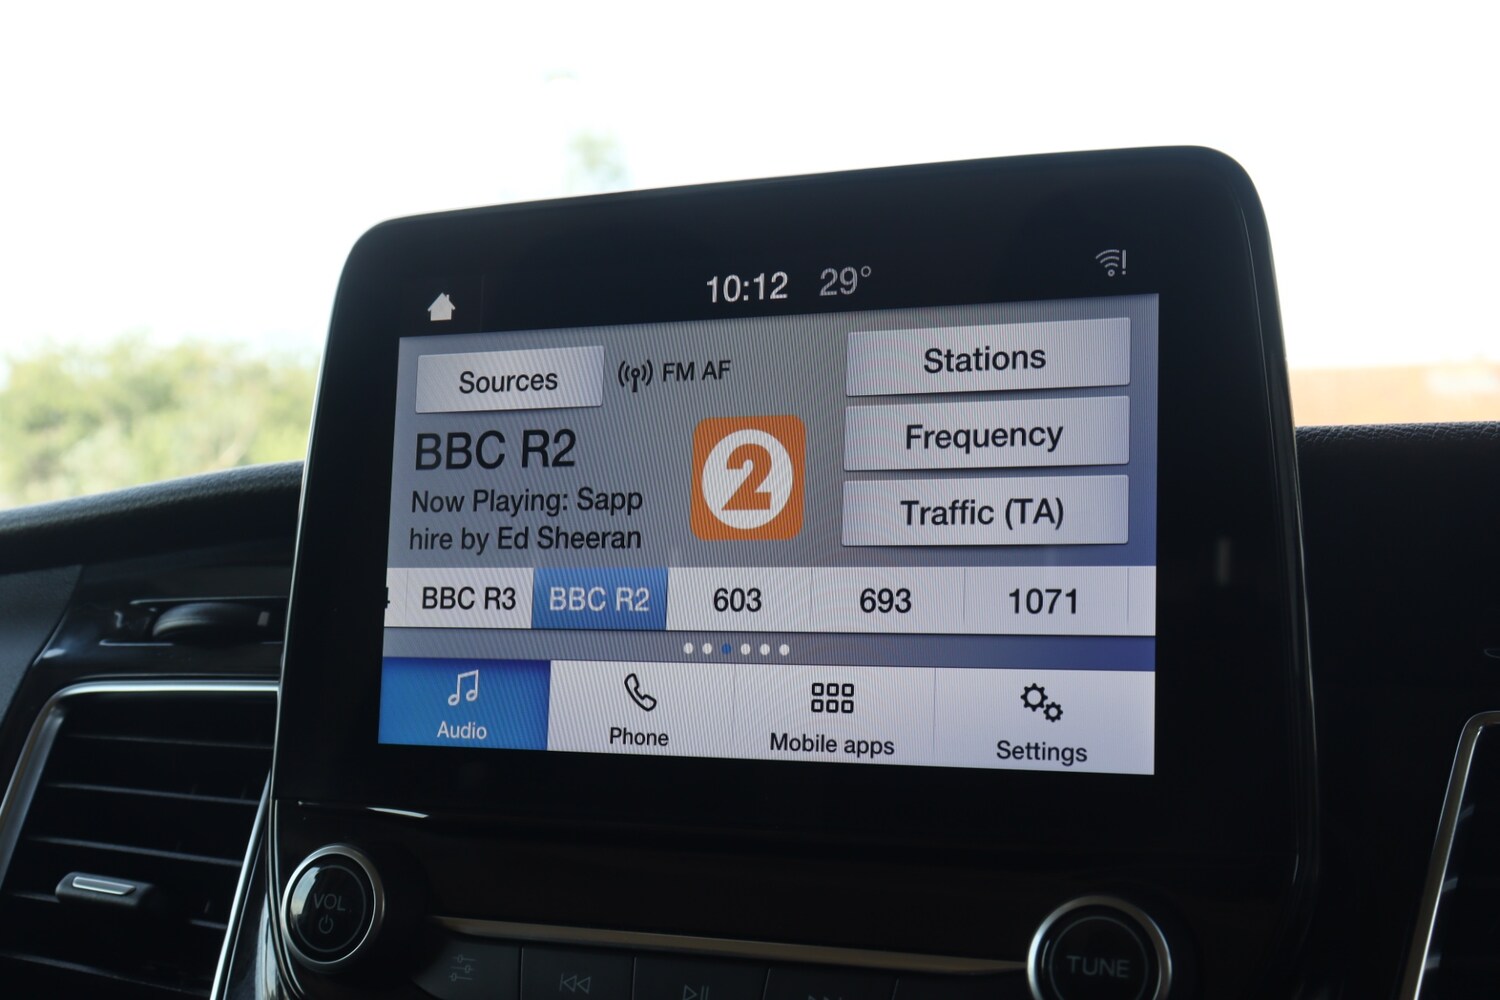 10:12 29°
Sources FM AF Stations
BBC R2
2
Frequency
Now Playing: Sapp
hire by Ed Sheeran
Traffic (TA)
BBC R3 BBC R2 603 693 1071
Audio Phone Mobile apps Settings
VOL
TUNE